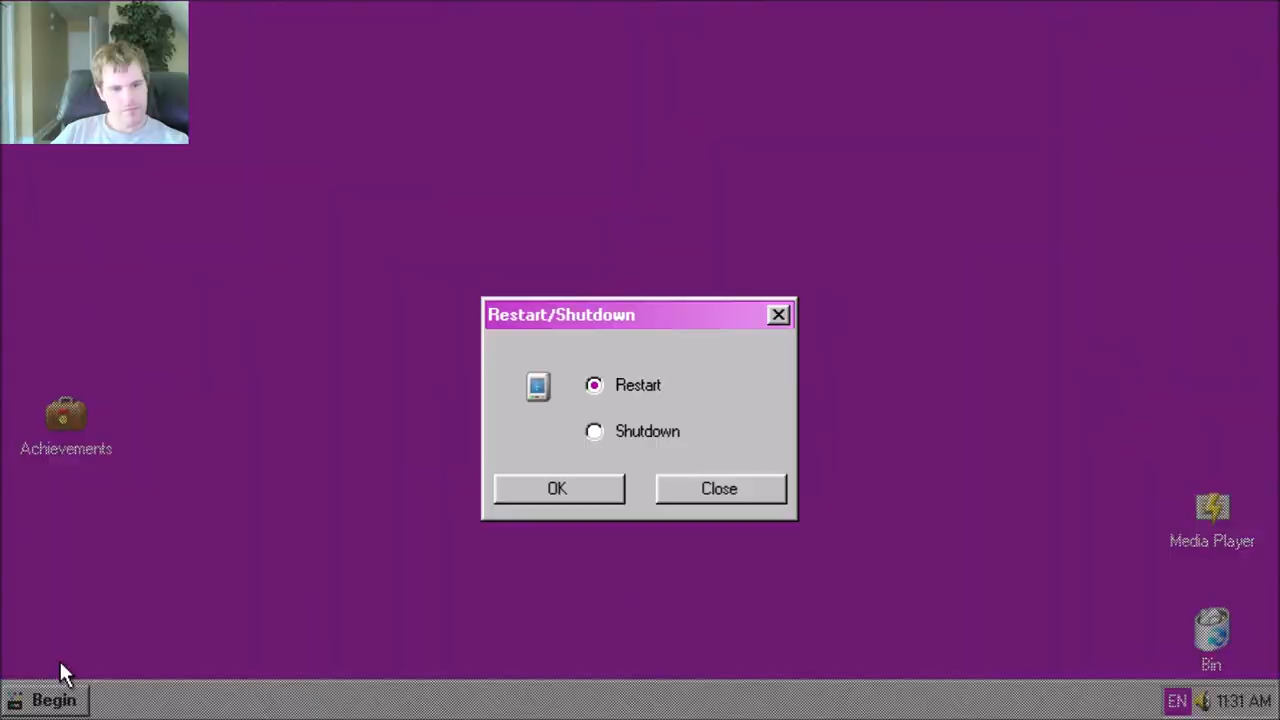 Restart/Shutdown
Restart
Shutdown
OK Close
Achievements
Media Player
Bin
Begin EN 11:31 AM